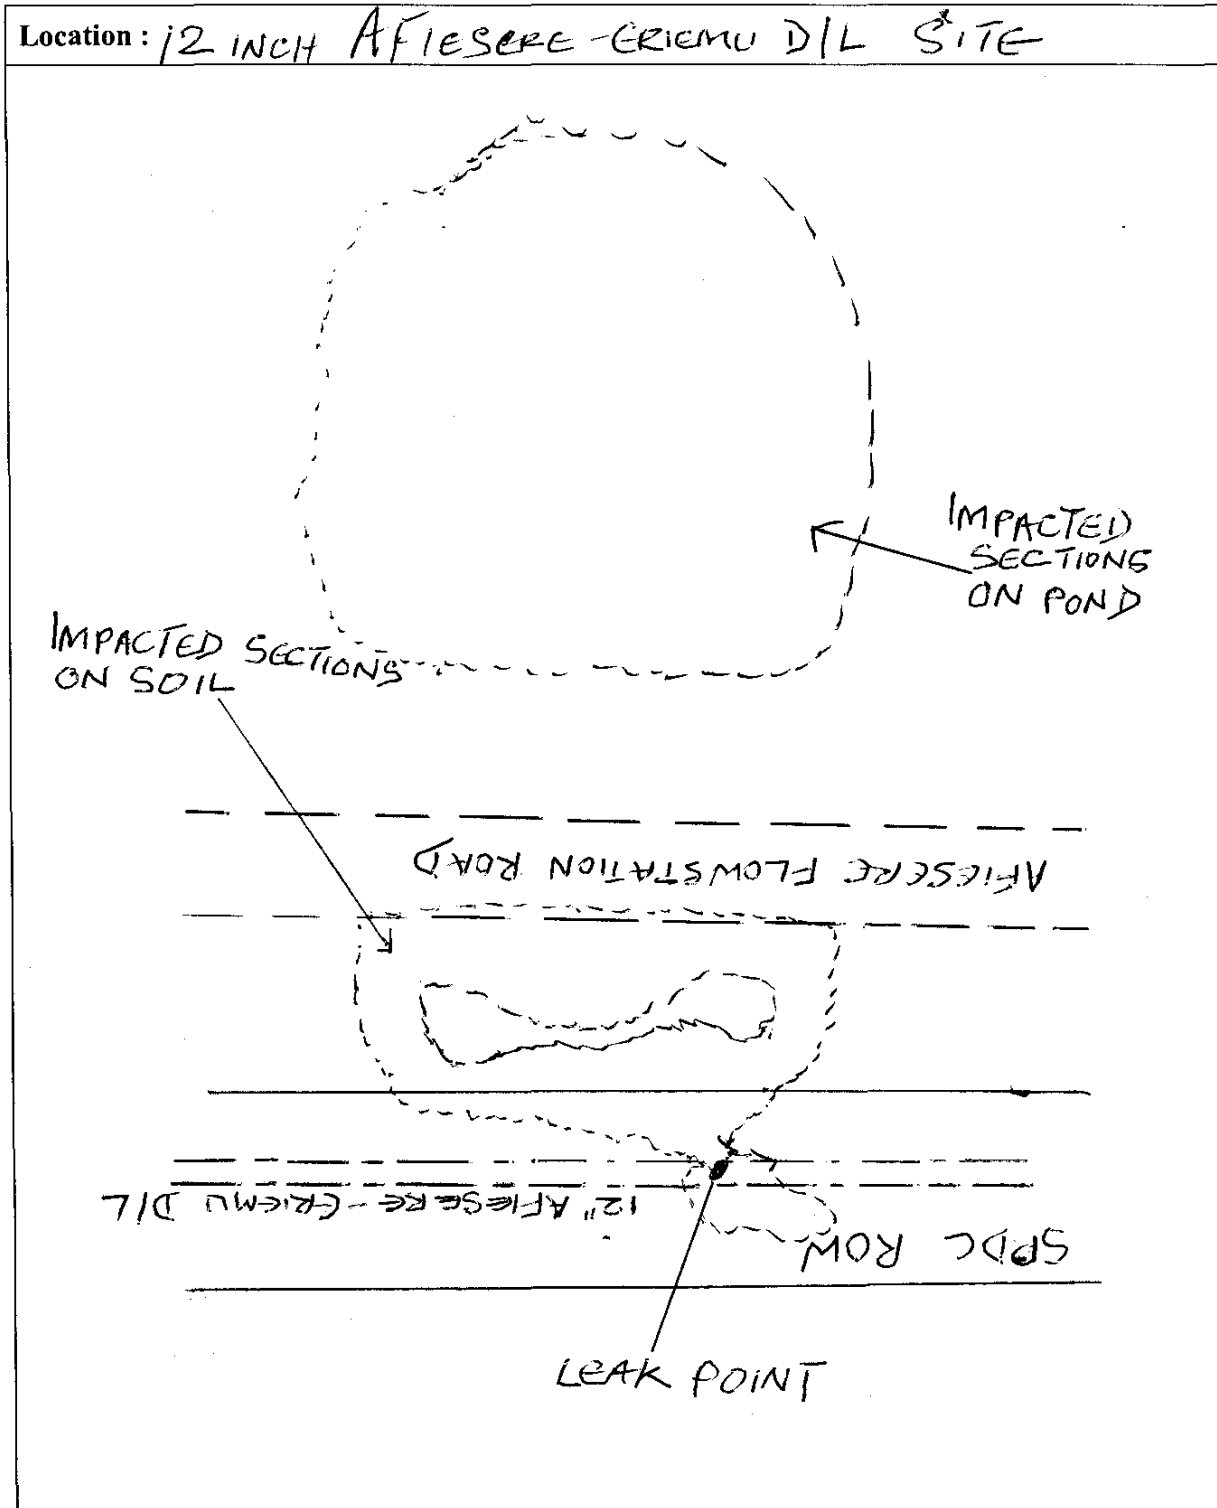 Location : 12 INCH AFIESERE-ERIEMU D/L SITE
IMPACTED
SECTIONS
ON POND
IMPACTED SECTIONS
ON SOIL
AFIESERE FLOWSTATION ROAD
12" AFIESERE-ERIEMU D/L
SPDC ROW
LEAK POINT